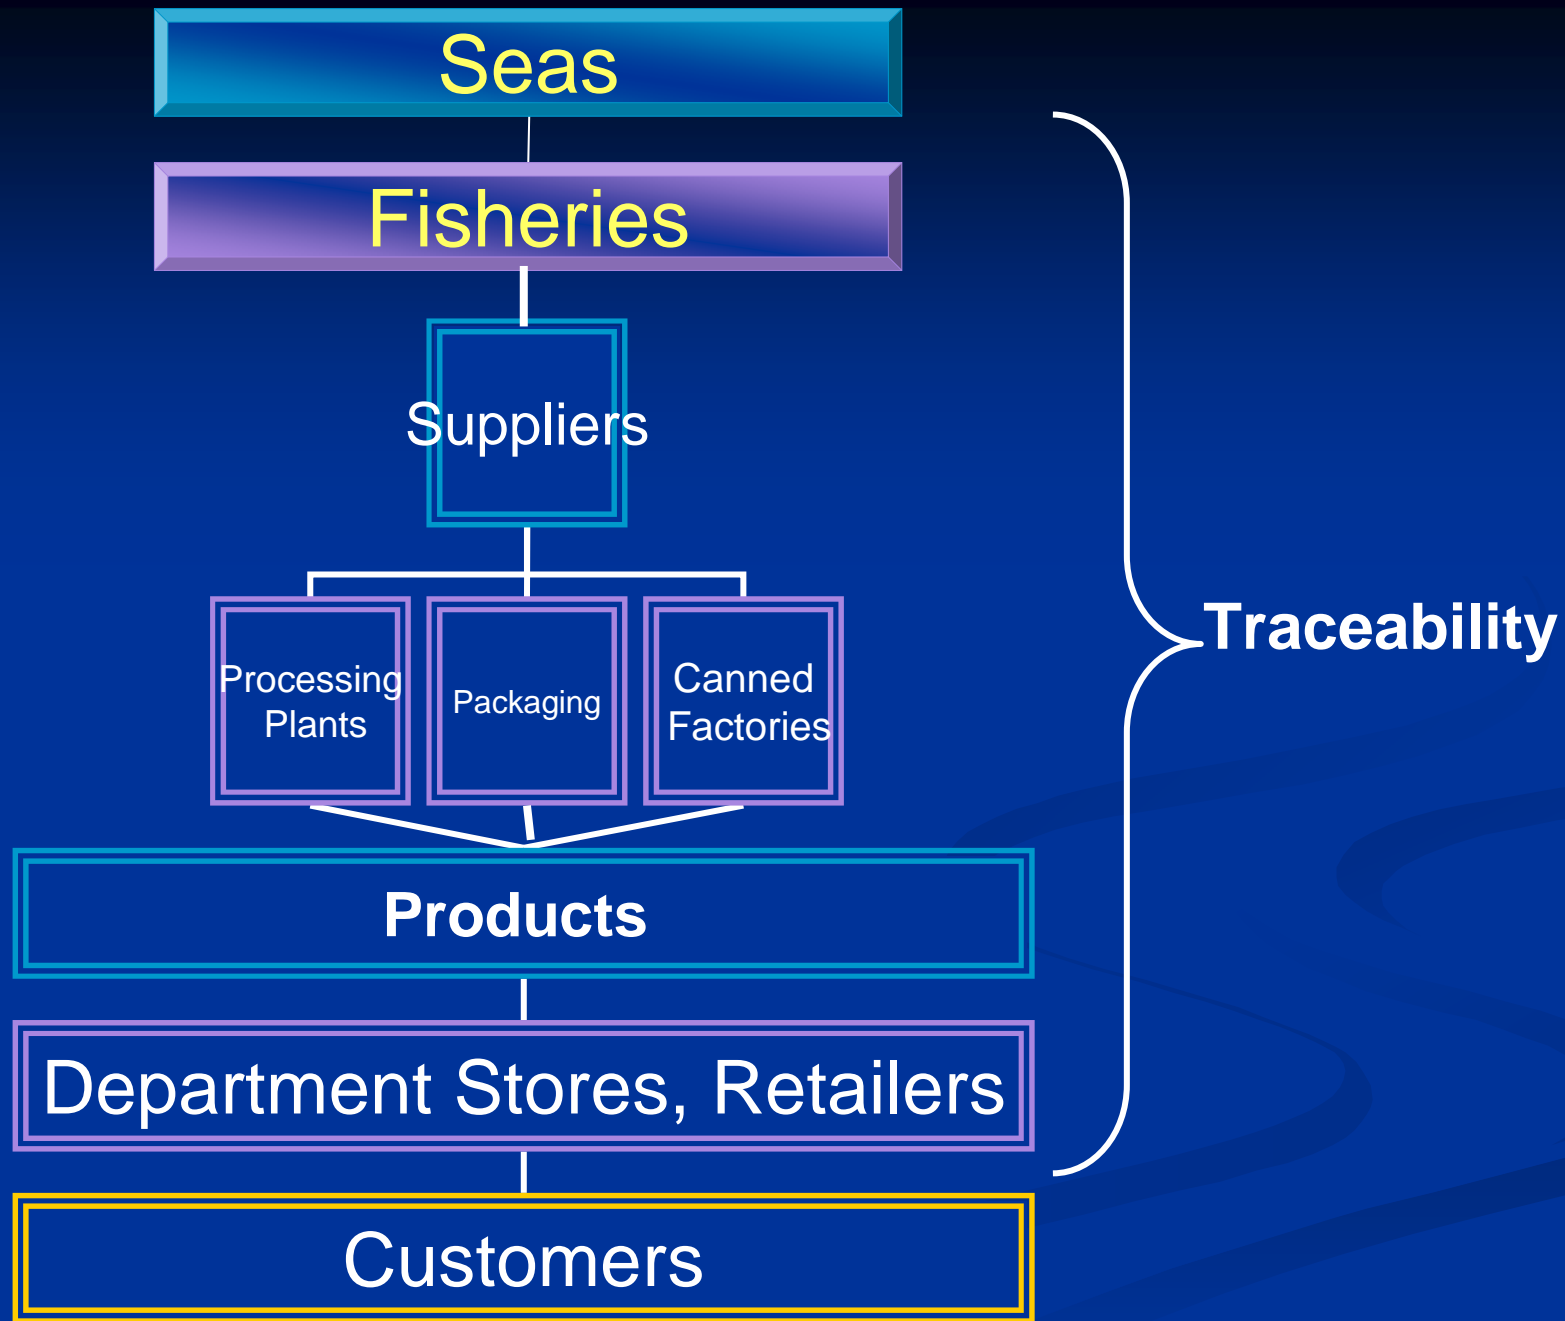 Seas
Fisheries
Suppliers
Processing
Plants
Packaging
Canned
Factories
Traceability
Products
Department Stores, Retailers
Customers